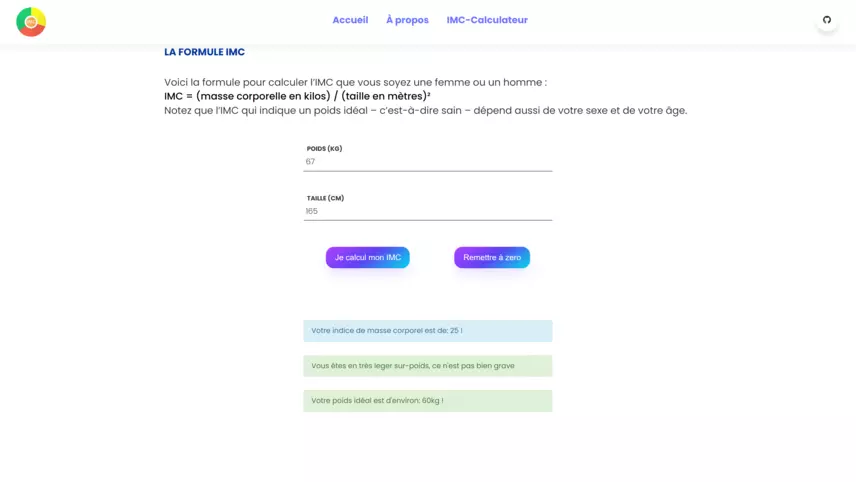 Accueil À propos IMC-Calculateur
LA FORMULE IMC
Voici la formule pour calculer l'IMC que vous soyez une femme ou un homme :
IMC = (masse corporelle en kilos) / (taille en mètres)²
Notez que l'IMC qui indique un poids idéal – c'est-à-dire sain – dépend aussi de votre sexe et de votre âge.
POIDS (KG)
67
TAILLE (CM)
165
Je calcul mon IMC Remettre à zero
Votre indice de masse corporel est de: 25 !
Vous êtes en très leger sur-poids, ce n'est pas bien grave
Votre poids idéal est d'environ: 60kg !